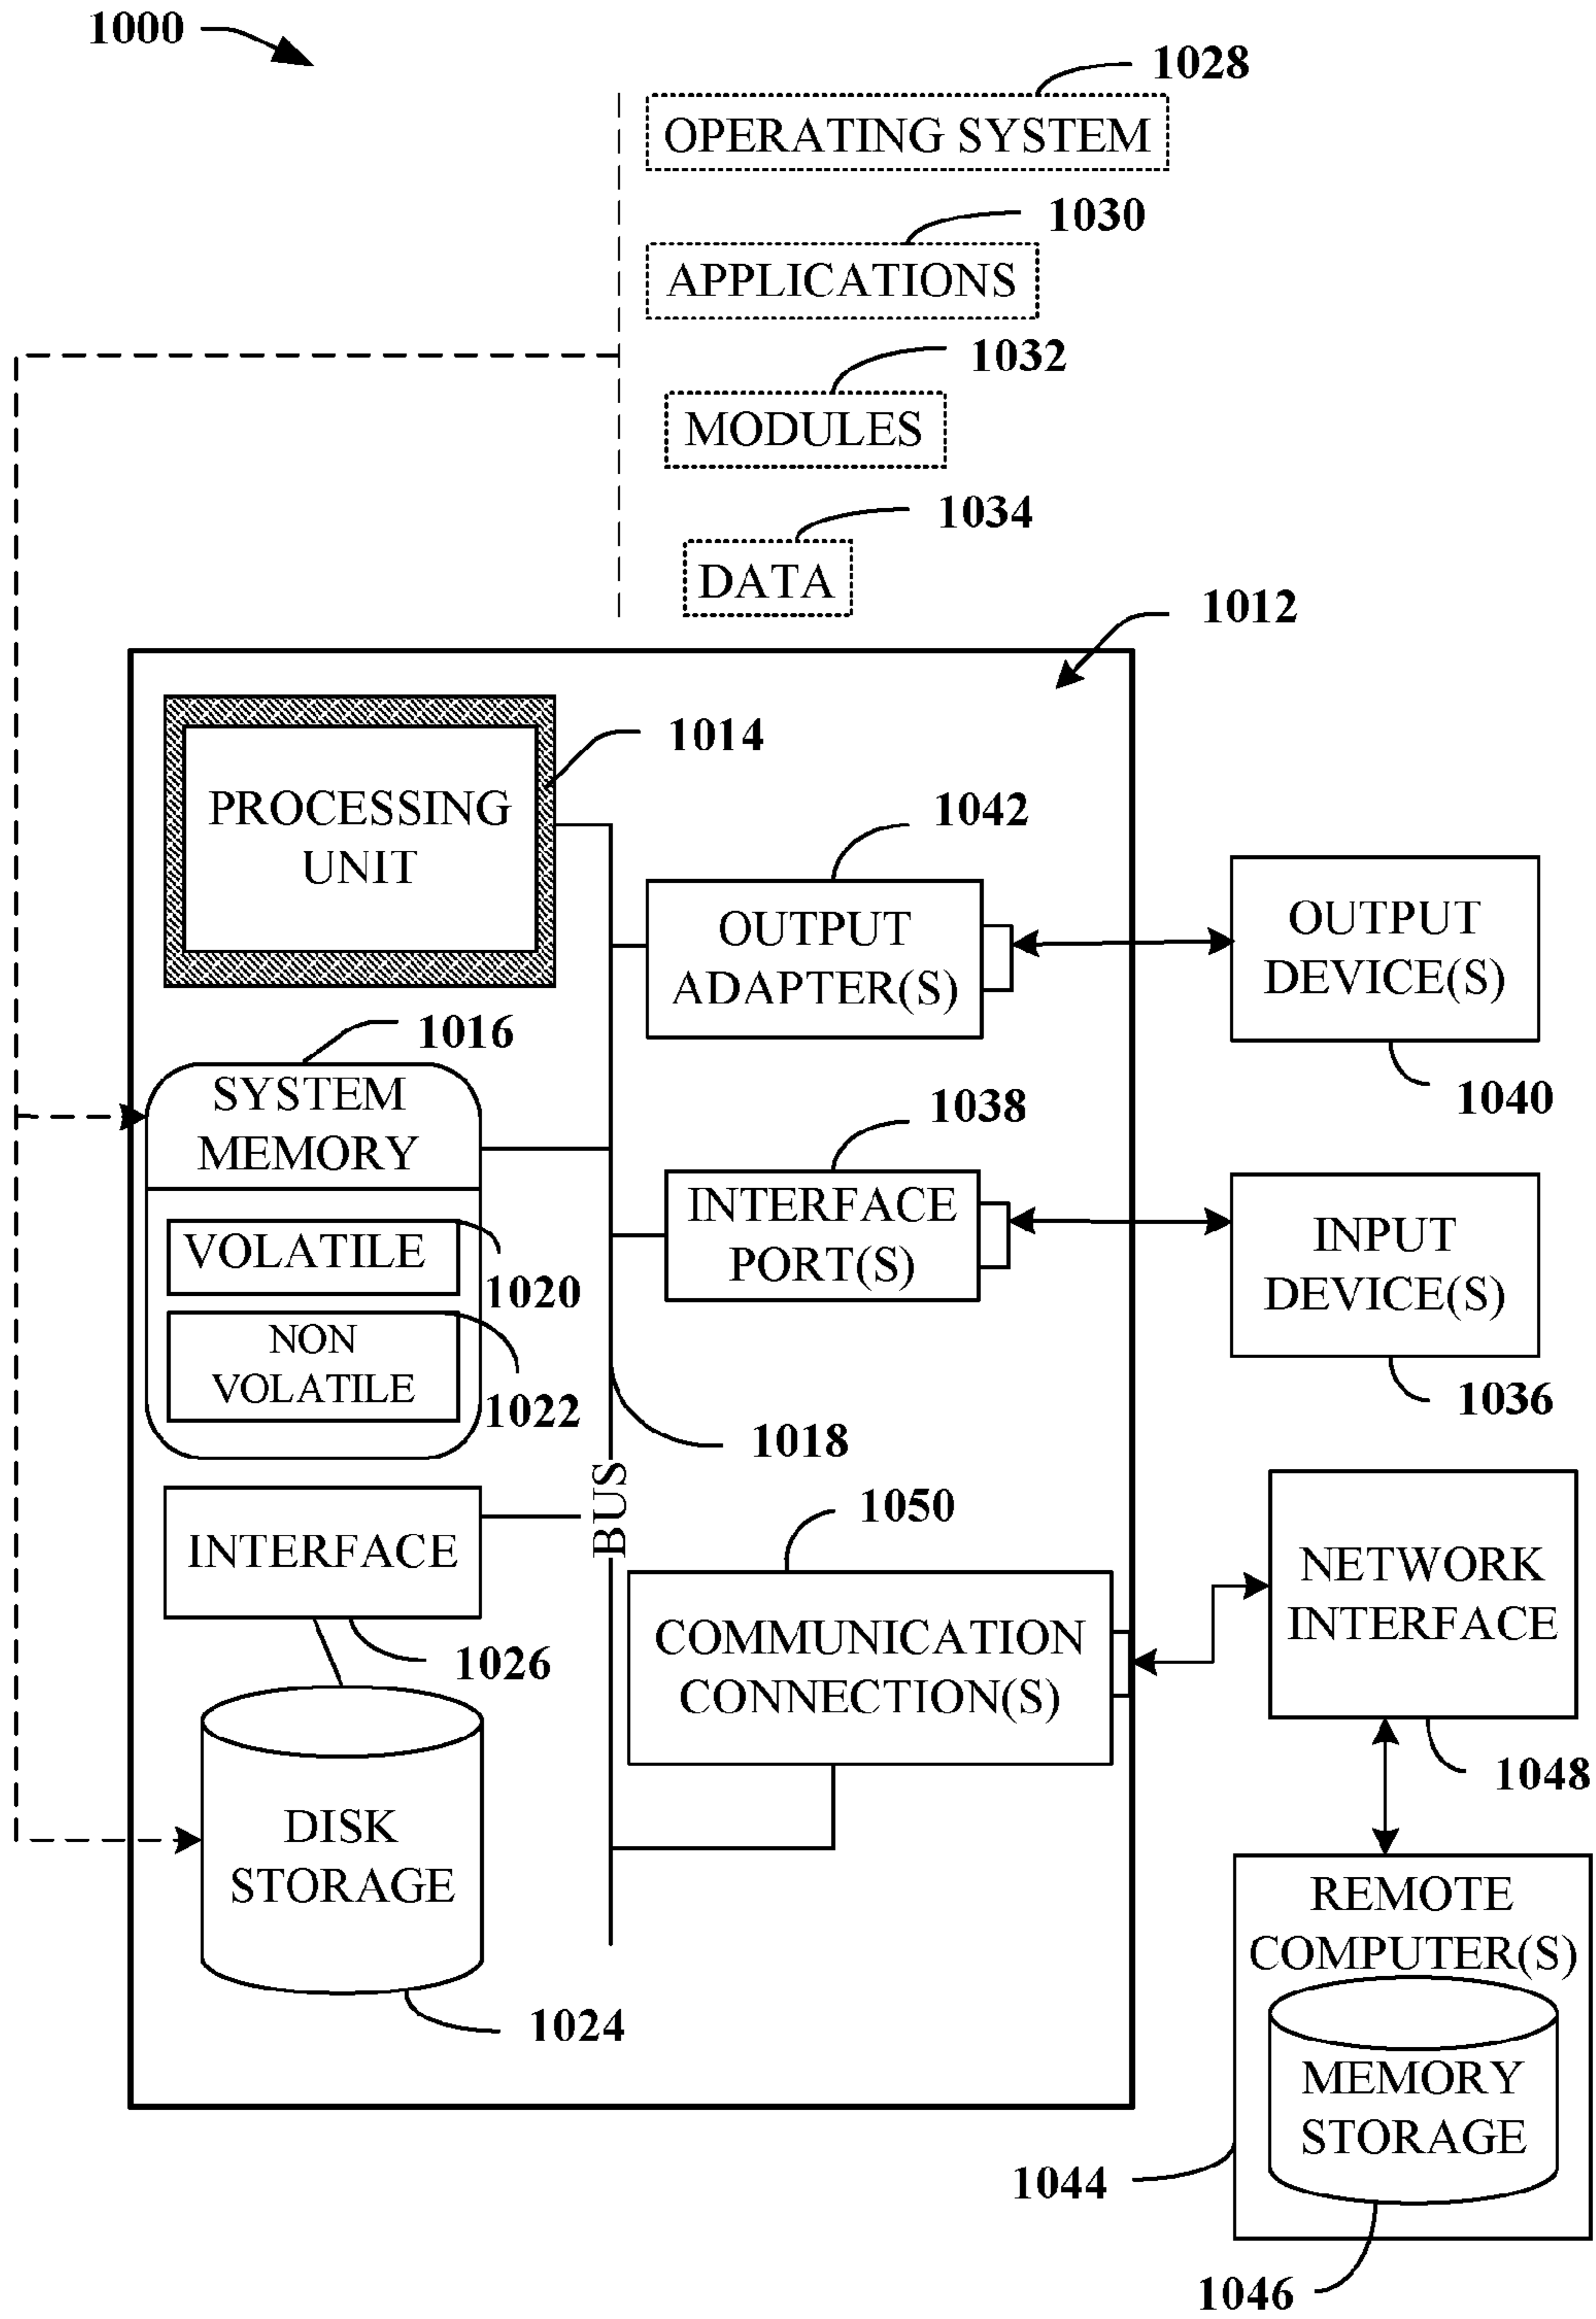 1000
1028
OPERATING SYSTEM
1030
APPLICATIONS
1032
MODULES
1034
DATA
1012
1014
PROCESSING
UNIT
1042
OUTPUT
ADAPTER(S)
OUTPUT
DEVICE(S)
1040
1016
SYSTEM
MEMORY
1038
INTERFACE
PORT(S)
INPUT
DEVICE(S)
1036
VOLATILE
1020
NON
VOLATILE
1022
1018
BUS
INTERFACE
1026
1050
COMMUNICATION
CONNECTION(S)
NETWORK
INTERFACE
1048
DISK
STORAGE
1024
REMOTE
COMPUTER(S)
MEMORY
STORAGE
1044
1046